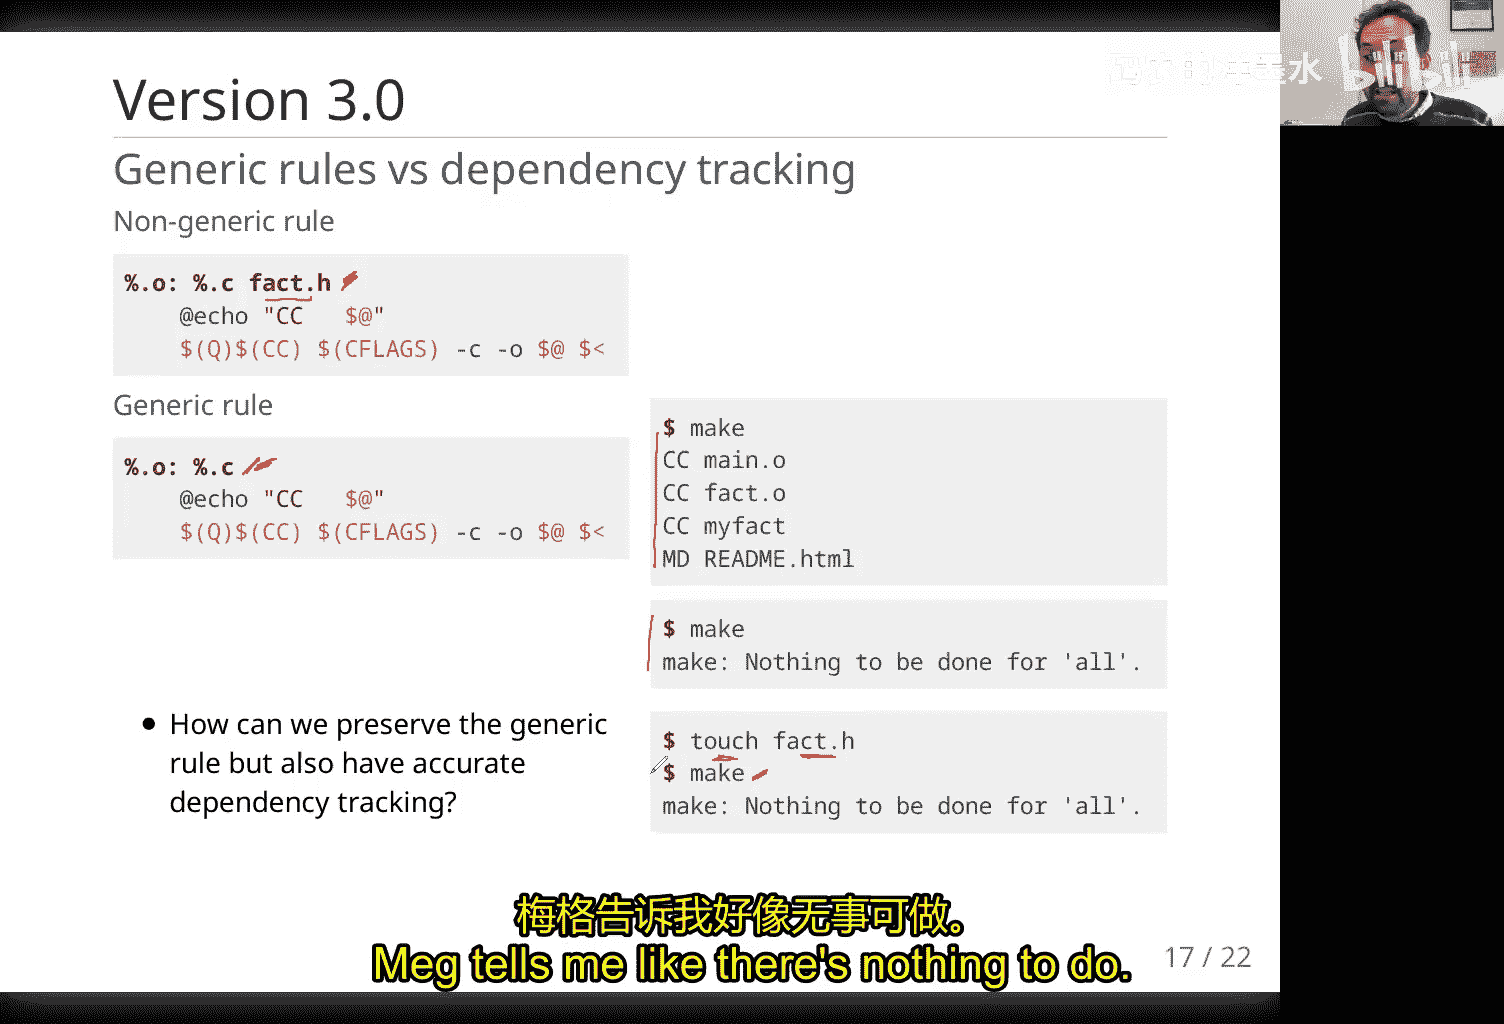 Version 3.0
Generic rules vs dependency tracking
Non-generic rule
%.o: %.c fact.h
@echo "CC   $@"
$(Q)$(CC) $(CFLAGS) -c -o $@ $<
Generic rule
%.o: %.c
@echo "CC   $@"
$(Q)$(CC) $(CFLAGS) -c -o $@ $<
How can we preserve the generic
rule but also have accurate
dependency tracking?
$ make
CC main.o
CC fact.o
CC myfact
MD README.html
$ make
make: Nothing to be done for 'all'.
$ touch fact.h
$ make
make: Nothing to be done for 'all'.
梅格告诉我好像无事可做。
Meg tells me like there's nothing to do.
17 / 22
bilibili